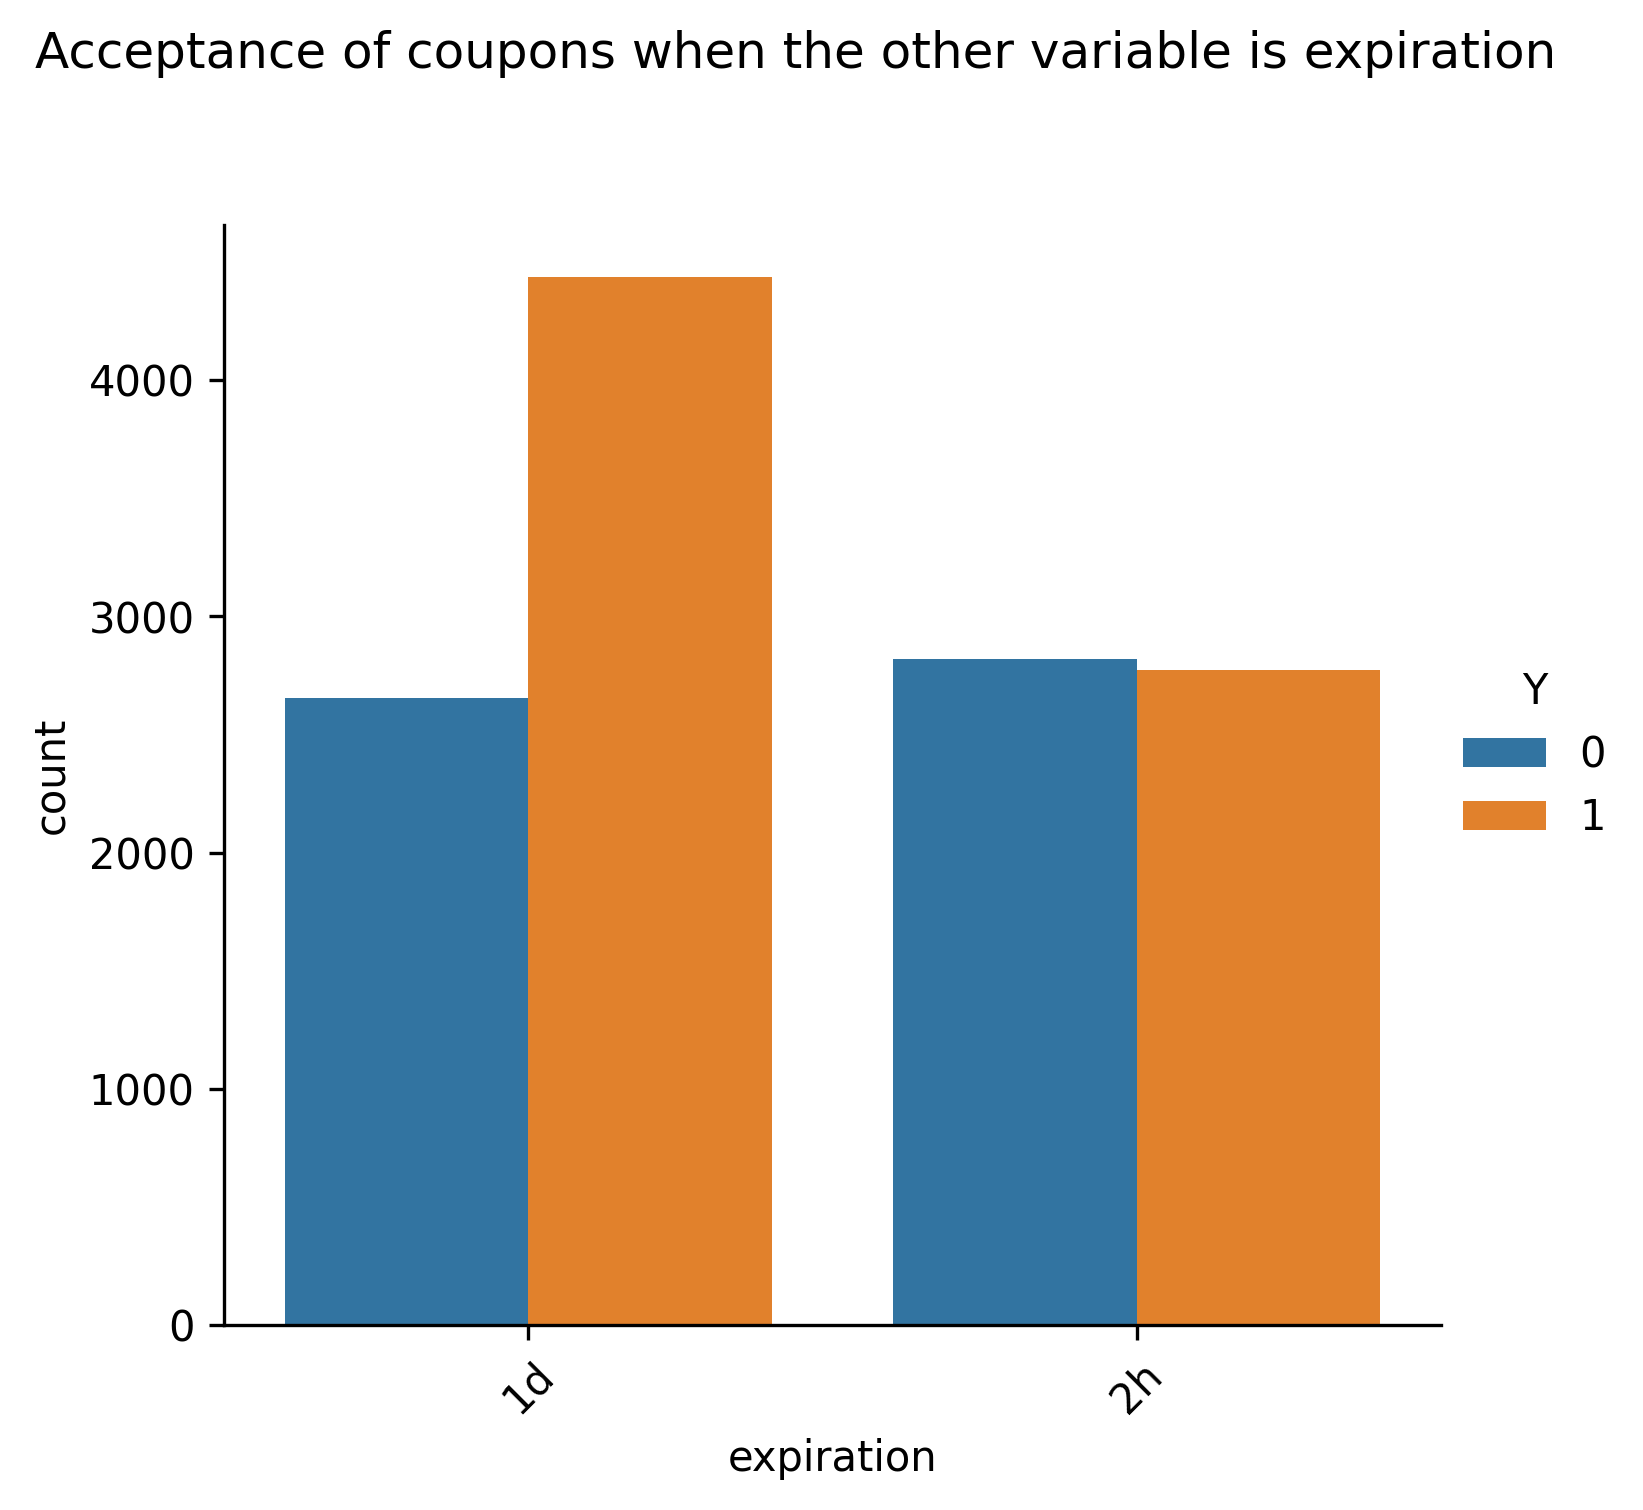 Acceptance of coupons when the other variable is expiration
4000
3000
2000
1000
0
count
1d
2h
expiration
Y
0
1